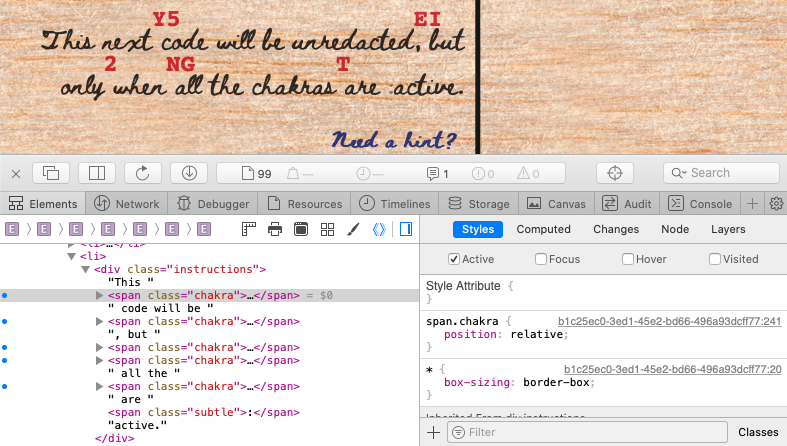 Y5 EI
This next code will be unredacted, but
2 NG T
only when all the chakras are :active.
Need a hint?
99 — — 1 0 0 Search
Elements Network Debugger Resources Timelines Storage Canvas Audit Console
E E E E E E E Styles Computed Changes Node Layers
<li>…</li>
<li> Active Focus Hover Visited
<div class="instructions">
"This "
<span class="chakra">…</span> = $0
" code will be "
<span class="chakra">…</span>
", but "
<span class="chakra">…</span>
<span class="chakra">…</span>
" all the "
<span class="chakra">…</span>
" are "
<span class="subtle">:</span>
"active."
</div>
Style Attribute {
}
span.chakra { b1c25ec0-3ed1-45e2-bd66-496a93dcff77:241
position: relative;
}
* { b1c25ec0-3ed1-45e2-bd66-496a93dcff77:20
box-sizing: border-box;
}
Inherited From div.instructions
Filter Classes